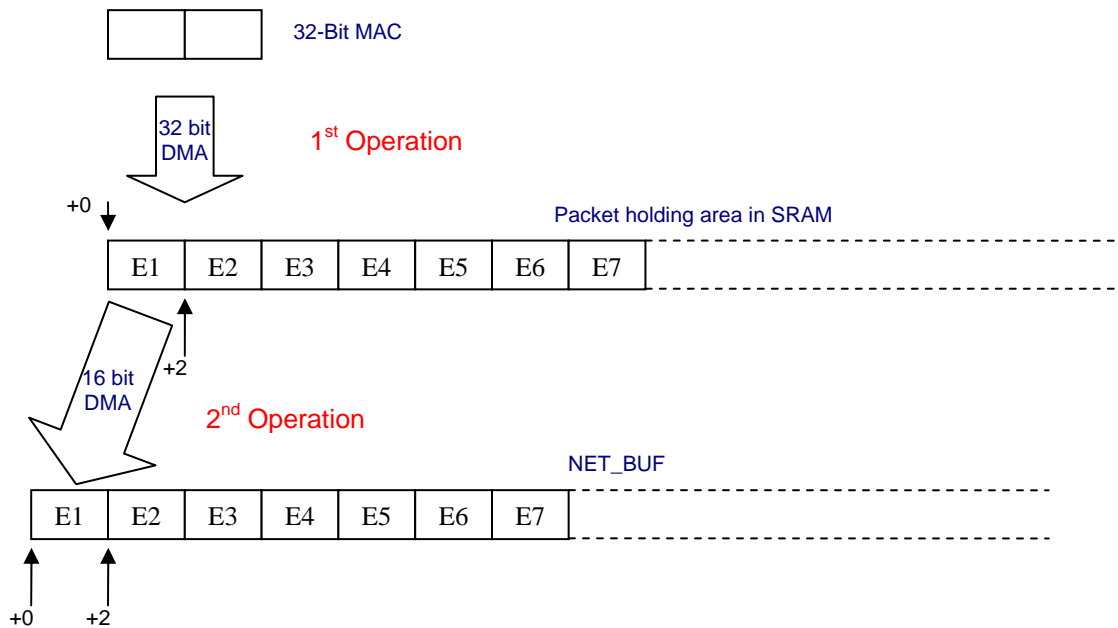 32-Bit MAC
32 bit
DMA
1st Operation
+0
Packet holding area in SRAM
E1 E2 E3 E4 E5 E6 E7
+2
16 bit
DMA
2nd Operation
NET_BUF
E1 E2 E3 E4 E5 E6 E7
+0 +2